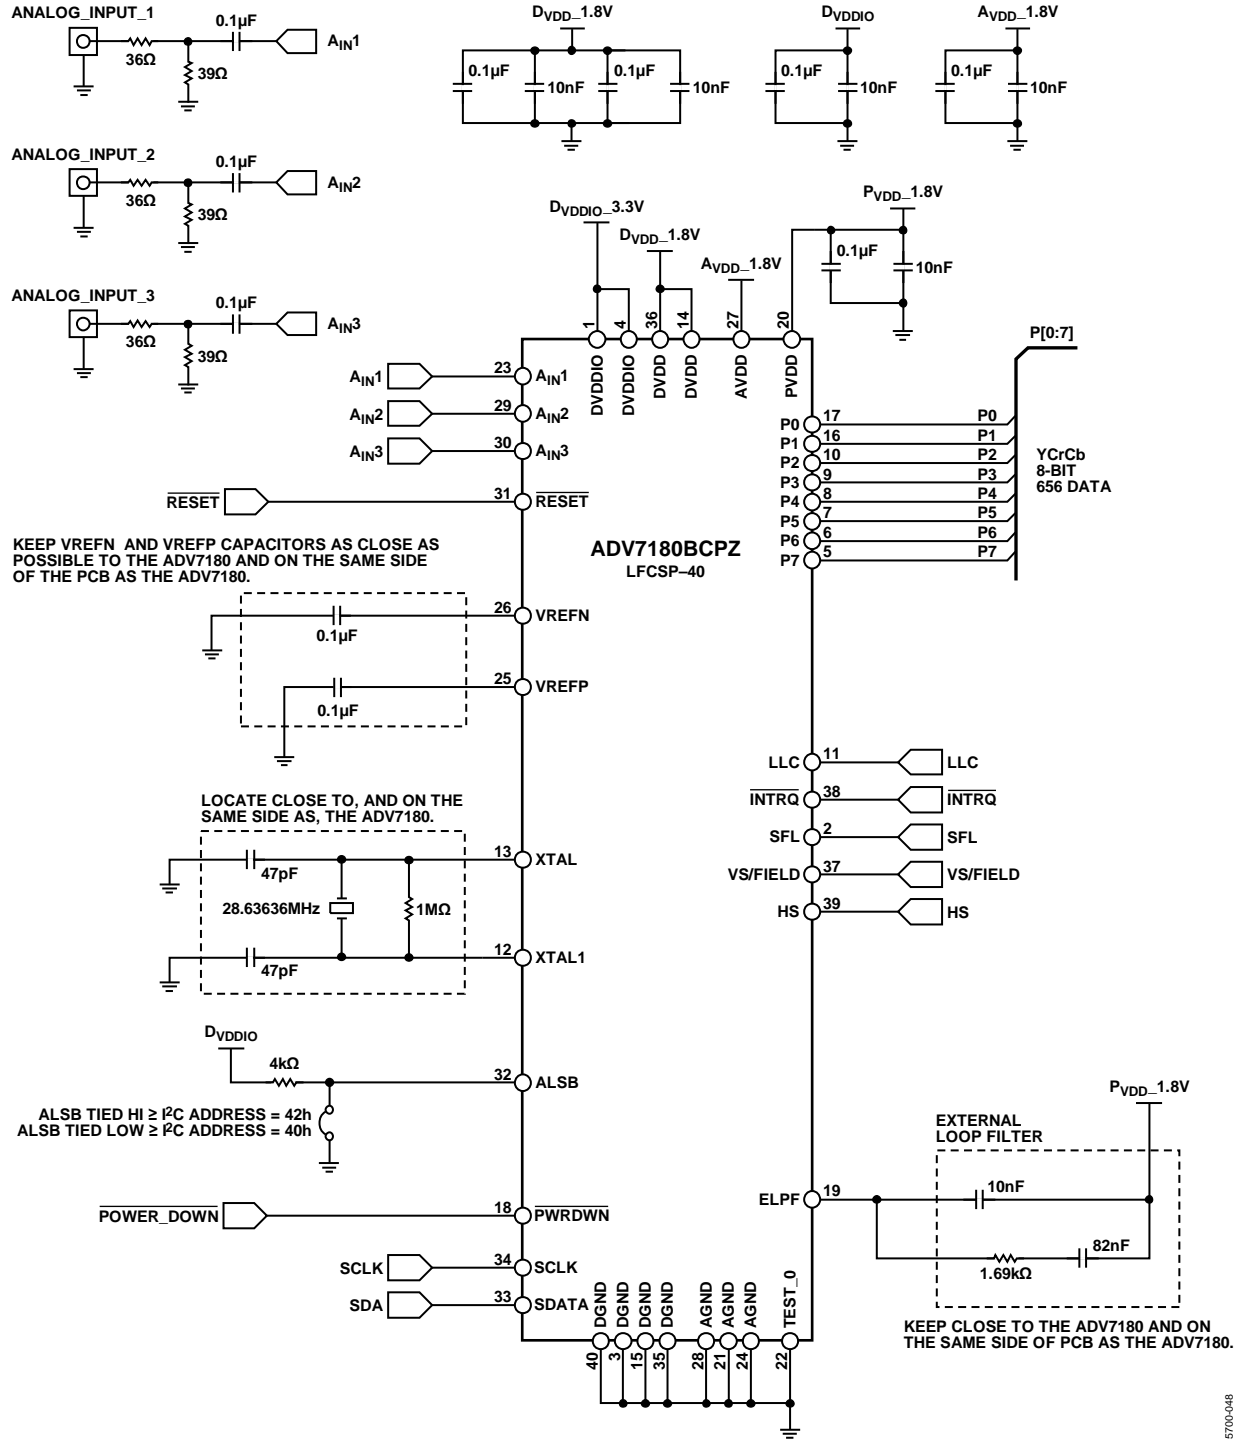 ANALOG_INPUT_1
0.1µF
36Ω
39Ω
AIN1
DVDD_1.8V
0.1µF
10nF
0.1µF
10nF
DVDDIO
0.1µF
10nF
AVDD_1.8V
0.1µF
10nF
ANALOG_INPUT_2
0.1µF
36Ω
39Ω
AIN2
ANALOG_INPUT_3
0.1µF
36Ω
39Ω
AIN3
DVDDIO_3.3V
DVDD_1.8V
AVDD_1.8V
PVDD_1.8V
0.1µF
10nF
1
4
36
14
27
20
DVDDIO
DVDDIO
DVDD
DVDD
AVDD
PVDD
AIN1
23
AIN1
AIN2
29
AIN2
AIN3
30
AIN3
RESET
31
RESET
P[0:7]
P0 17 P0
P1 16 P1
P2 10 P2
P3 9 P3
P4 8 P4
P5 7 P5
P6 6 P6
P7 5 P7
YCrCb
8-BIT
656 DATA
ADV7180BCPZ
LFCSP–40
KEEP VREFN AND VREFP CAPACITORS AS CLOSE AS
POSSIBLE TO THE ADV7180 AND ON THE SAME SIDE
OF THE PCB AS THE ADV7180.
0.1µF
26
VREFN
0.1µF
25
VREFP
LLC 11 LLC
INTRQ 38 INTRQ
SFL 2 SFL
VS/FIELD 37 VS/FIELD
HS 39 HS
LOCATE CLOSE TO, AND ON THE
SAME SIDE AS, THE ADV7180.
47pF
13
XTAL
28.63636MHz
1MΩ
47pF
12
XTAL1
DVDDIO
4kΩ
32
ALSB
ALSB TIED HI ≥ I2C ADDRESS = 42h
ALSB TIED LOW ≥ I2C ADDRESS = 40h
POWER_DOWN
18
PWRDWN
SCLK
34
SCLK
SDA
33
SDATA
PVDD_1.8V
EXTERNAL
LOOP FILTER
ELPF
19
10nF
82nF
1.69kΩ
KEEP CLOSE TO THE ADV7180 AND ON
THE SAME SIDE OF PCB AS THE ADV7180.
DGND
DGND
DGND
DGND
AGND
AGND
AGND
TEST_0
40
3
15
35
28
21
24
22
5700-048